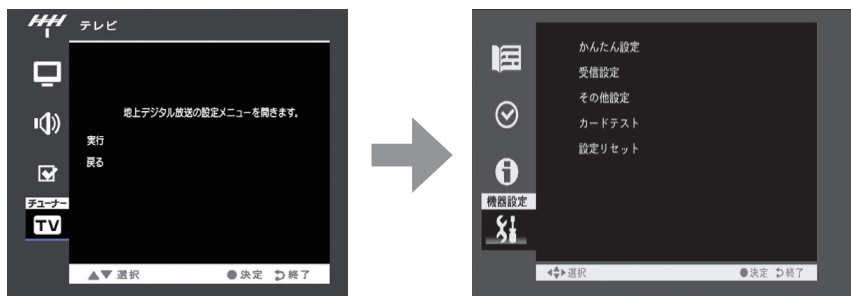 テレビ
地上デジタル放送の設定メニューを開きます。
実行
戻る
チューナー
TV
▲▼ 選択 ●決定 ⮌終了
かんたん設定
受信設定
その他設定
カードテスト
設定リセット
機器設定
選択 ●決定 ⮌終了